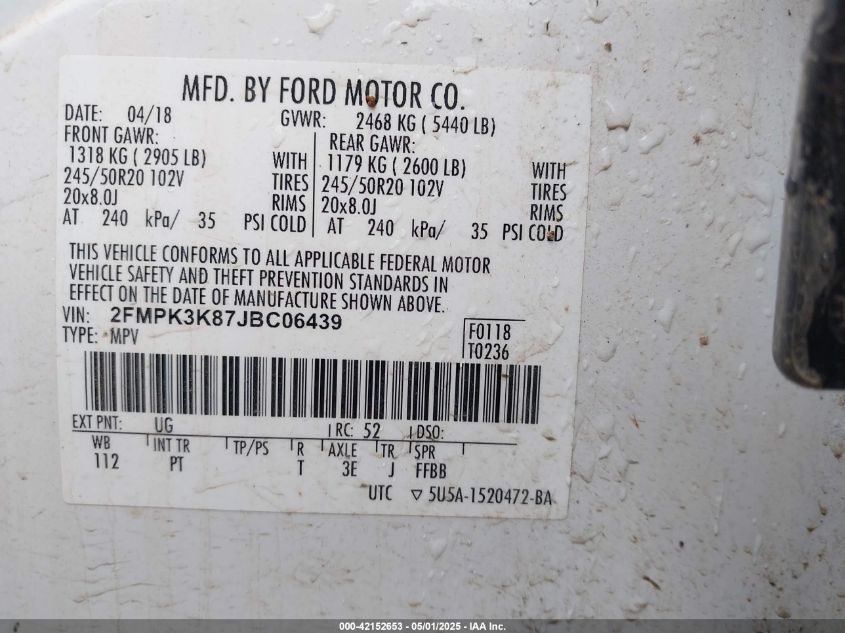 MFD. BY FORD MOTOR CO.
DATE: 04/18 GVWR: 2468 KG ( 5440 LB)
FRONT GAWR: REAR GAWR:
1318 KG ( 2905 LB) WITH 1179 KG ( 2600 LB) WITH
245/50R20 102V TIRES 245/50R20 102V TIRES
20x8.0J RIMS 20x8.0J RIMS
AT 240 kPa/ 35 PSI COLD AT 240 kPa/ 35 PSI COLD
THIS VEHICLE CONFORMS TO ALL APPLICABLE FEDERAL MOTOR
VEHICLE SAFETY AND THEFT PREVENTION STANDARDS IN
EFFECT ON THE DATE OF MANUFACTURE SHOWN ABOVE.
VIN: 2FMPK3K87JBC06439 F0118
TYPE: MPV T0236
EXT PNT: UG RC: 52 DSO:
WB INT TR TP/PS R AXLE TR SPR
112 PT T 3E J FFBB
UTC ▽ 5U5A-1520472-BA
000-42152653 - 05/01/2025 - IAA Inc.